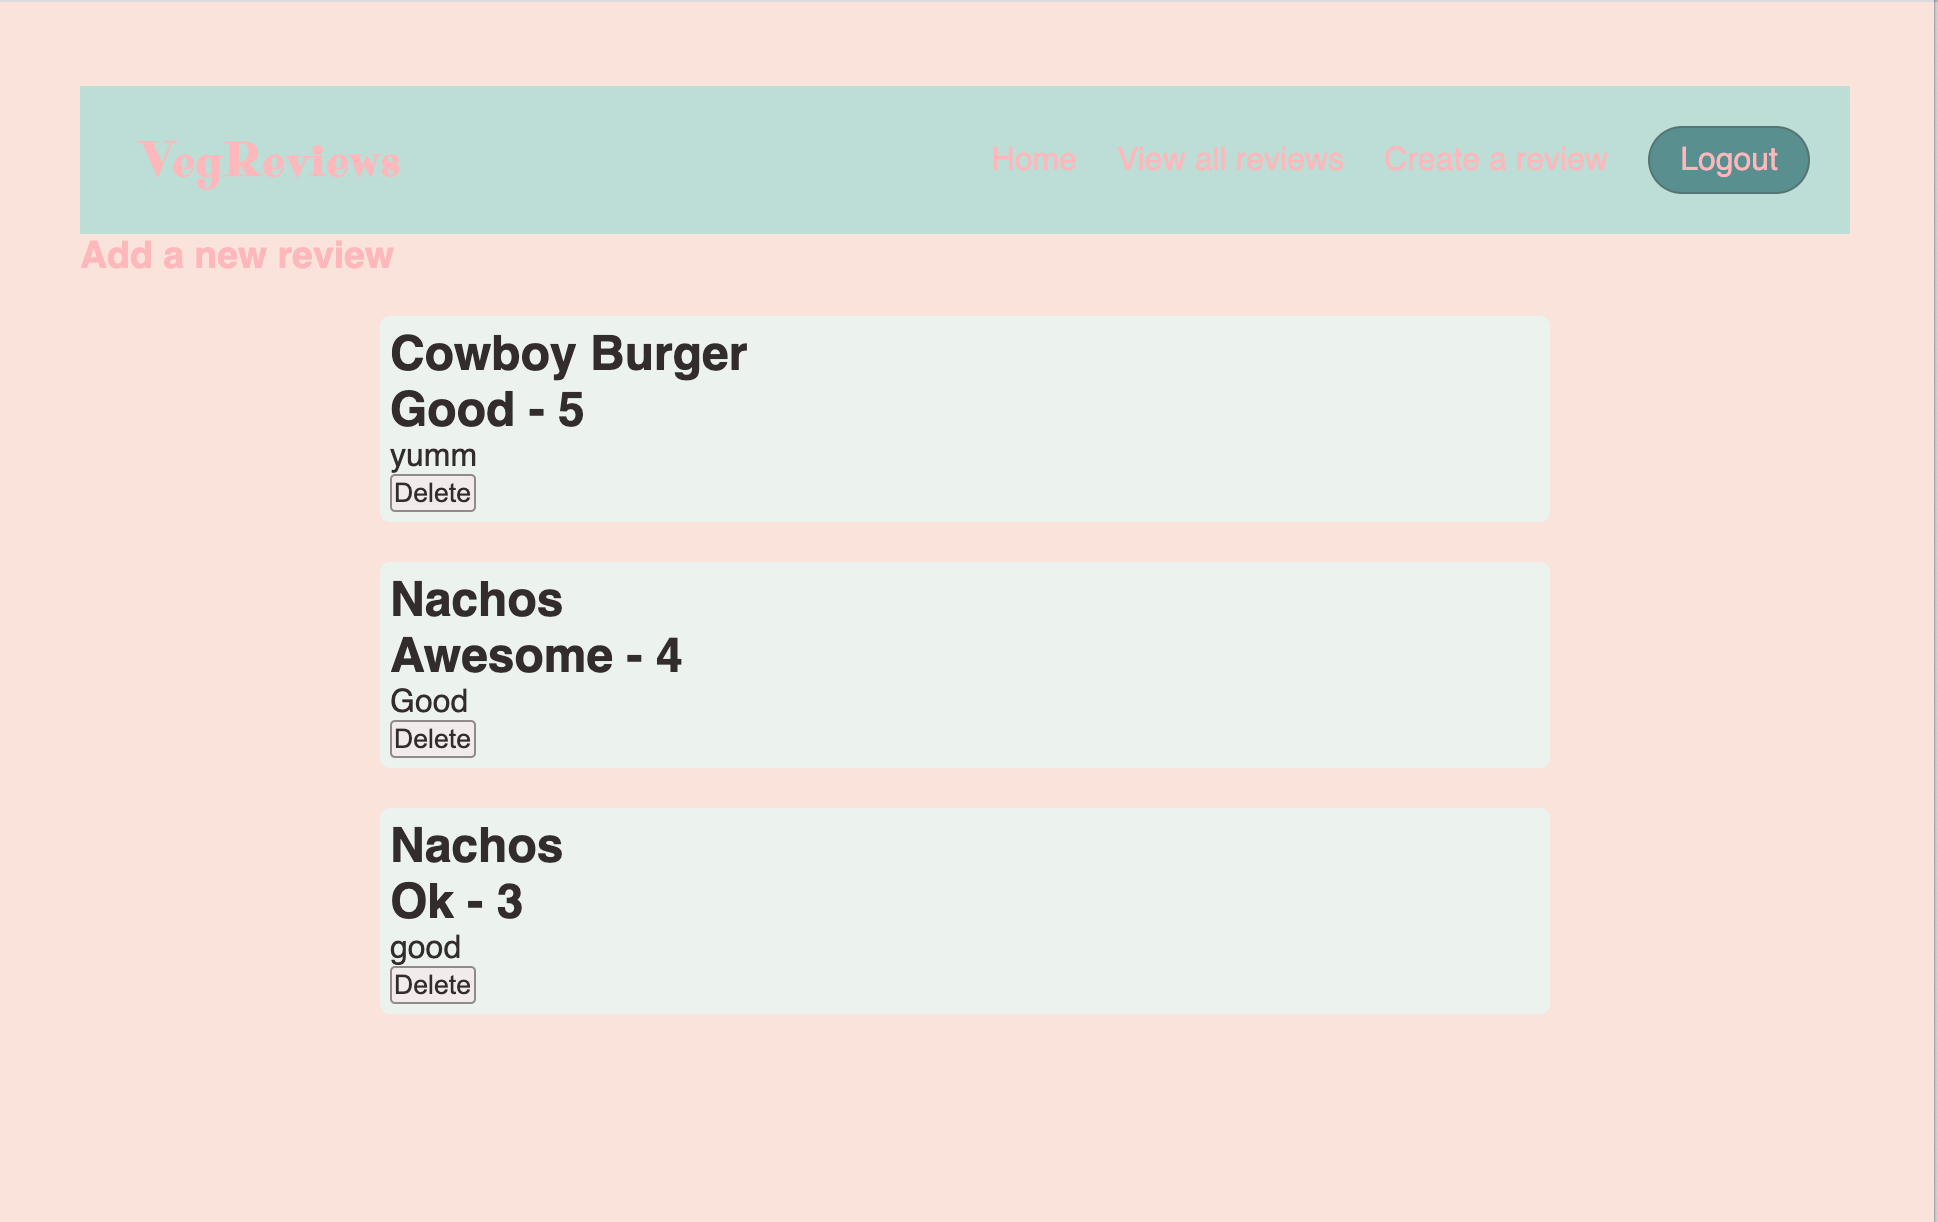 VegReviews
Home View all reviews Create a review Logout
Add a new review
Cowboy Burger
Good - 5
yumm
Delete
Nachos
Awesome - 4
Good
Delete
Nachos
Ok - 3
good
Delete